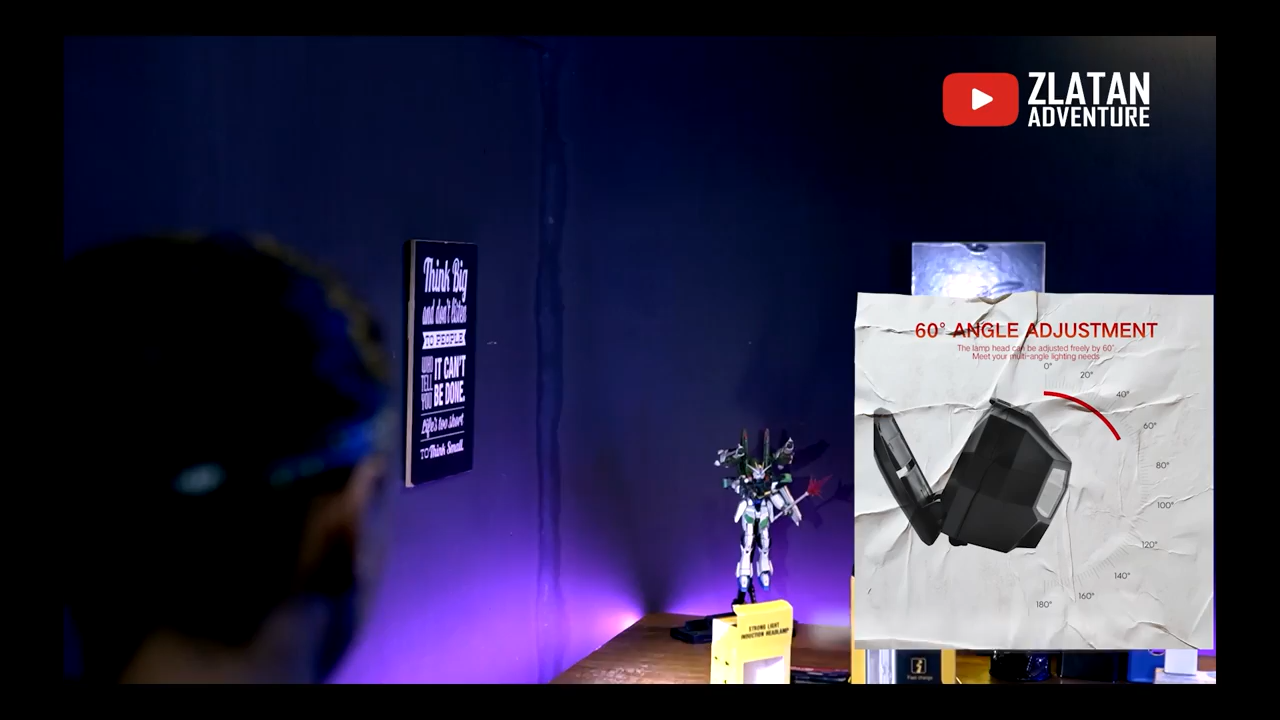 ZLATAN
ADVENTURE
Think Big
and don't listen
TO PEOPLE
WHO TELL YOU
IT CAN'T
BE DONE.
Life's too short
TO Think Small.
60° ANGLE ADJUSTMENT
The lamp head can be adjusted freely by 60°
Meet your multi-angle lighting needs
0°
20°
40°
60°
80°
100°
120°
140°
160°
180°
STRONG LIGHT
INDUCTION HEADLAMP
Fast charge